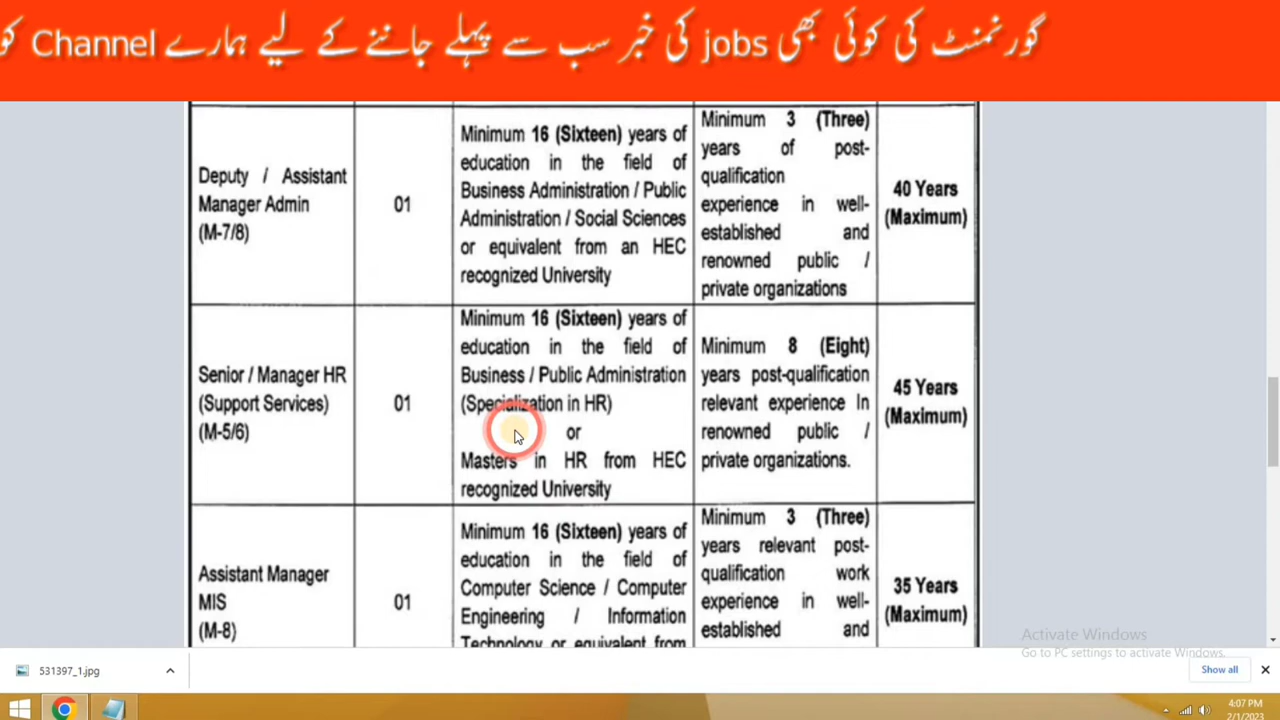 گورنمنٹ کی کوئی بھی jobs کی خبر سب سے پہلے جاننے کے لیے ہمارے Channel کو
Deputy / Assistant
Manager Admin
(M-7/8)
01
Minimum 16 (Sixteen) years of
education in the field of
Business Administration / Public
Administration / Social Sciences
or equivalent from an HEC
recognized University
Minimum 3 (Three)
years of post-
qualification
experience in well-
established and
renowned public /
private organizations
40 Years
(Maximum)
Senior / Manager HR
(Support Services)
(M-5/6)
01
Minimum 16 (Sixteen) years of
education in the field of
Business / Public Administration
(Specialization in HR)
or
Masters in HR from HEC
recognized University
Minimum 8 (Eight)
years post-qualification
relevant experience In
renowned public /
private organizations.
45 Years
(Maximum)
Assistant Manager
MIS
(M-8)
01
Minimum 16 (Sixteen) years of
education in the field of
Computer Science / Computer
Engineering / Information
Technology or equivalent from
Minimum 3 (Three)
years relevant post-
qualification work
experience in well-
established and
35 Years
(Maximum)
Activate Windows
Go to PC settings to activate Windows.
531397_1.jpg
Show all
4:07 PM
2/1/2023